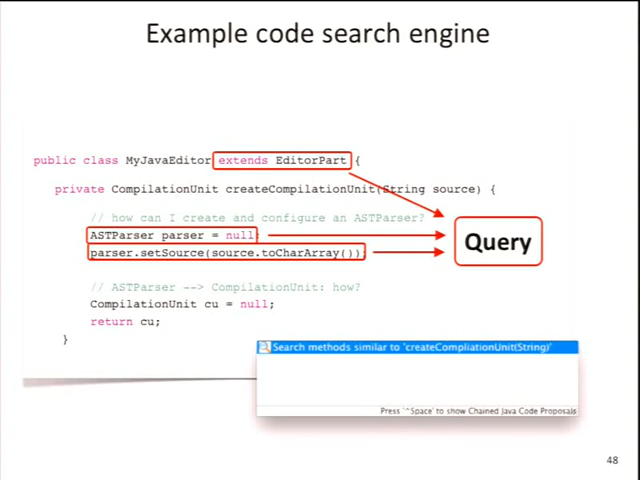 Example code search engine
public class MyJavaEditor extends EditorPart {
private CompilationUnit createCompilationUnit(String source) {
// how can I create and configure an ASTParser?
ASTParser parser = null;
parser.setSource(source.toCharArray());
Query
// ASTParser --> CompilationUnit: how?
CompilationUnit cu = null;
return cu;
}
Search methods similar to 'createCompliationUnit(String)'
Press '^Space' to show Chained Java Code Proposals
48